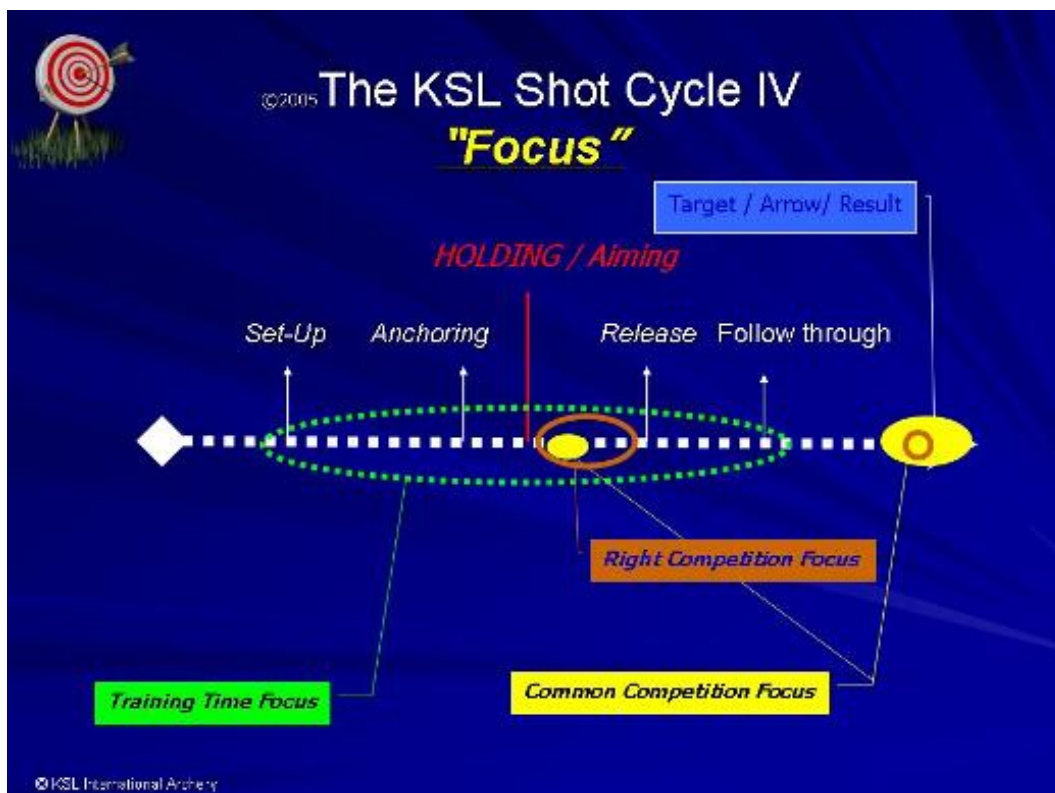 ©2005 The KSL Shot Cycle IV
"Focus"
Target / Arrow/ Result
HOLDING / Aiming
Set-Up Anchoring Release Follow through
Right Competition Focus
Training Time Focus
Common Competition Focus
© KSL International Archery